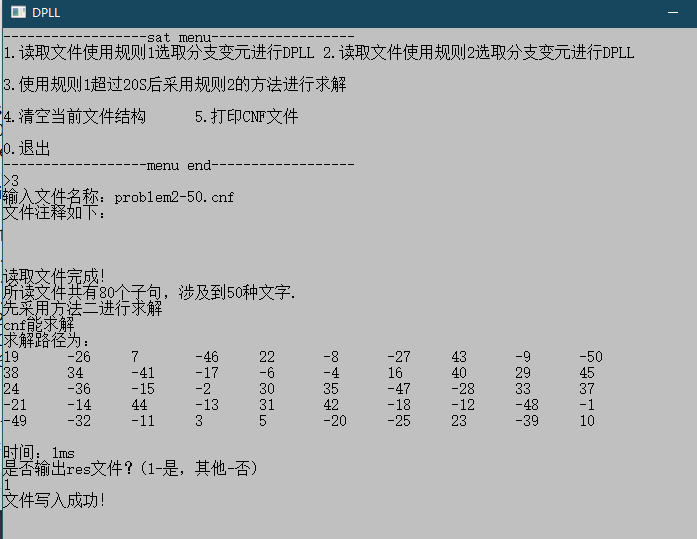 DPLL
------------------sat menu------------------
1.读取文件使用规则1选取分支变元进行DPLL 2.读取文件使用规则2选取分支变元进行DPLL
3.使用规则1超过20S后采用规则2的方法进行求解
4.清空当前文件结构 5.打印CNF文件
0.退出
------------------menu end------------------
>3
输入文件名称：problem2-50.cnf
文件注释如下：
读取文件完成!
所读文件共有80个子句，涉及到50种文字.
先采用方法二进行求解
cnf能求解
求解路径为：
19 -26 7 -46 22 -8 -27 43 -9 -50
38 34 -41 -17 -6 -4 16 40 29 45
24 -36 -15 -2 30 35 -47 -28 33 37
-21 -14 44 -13 31 42 -18 -12 -48 -1
-49 -32 -11 3 5 -20 -25 23 -39 10
时间：1ms
是否输出res文件？(1-是，其他-否)
1
文件写入成功!